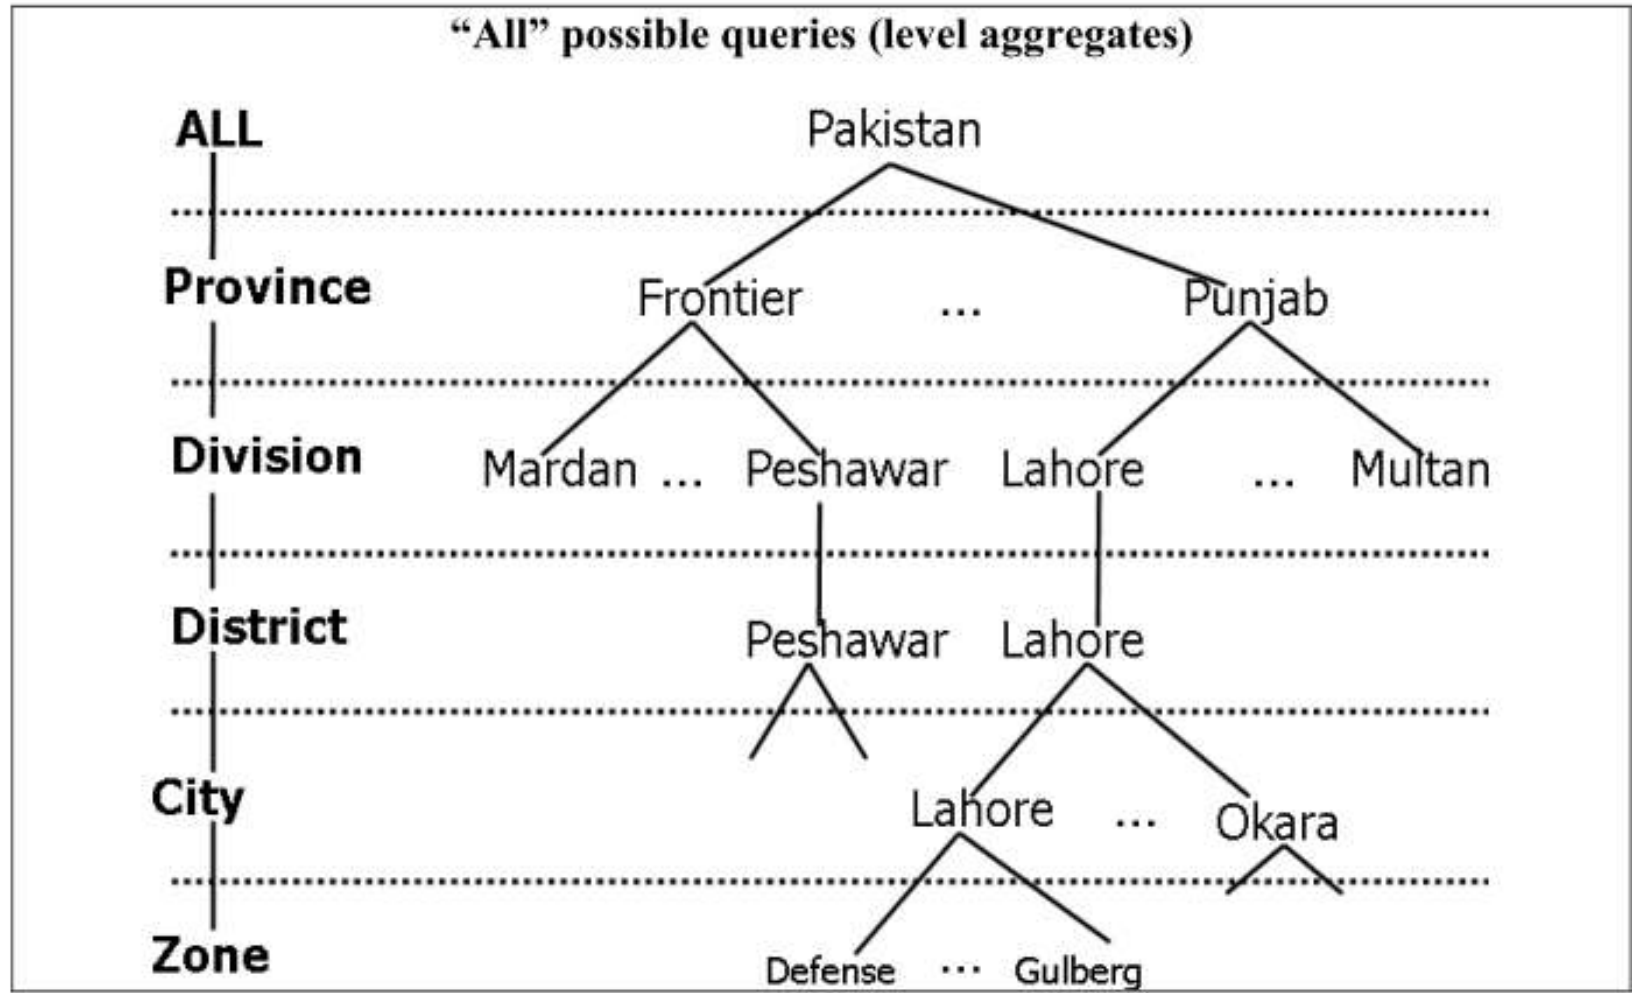 “All” possible queries (level aggregates)
ALL Pakistan
Province Frontier ... Punjab
Division Mardan ... Peshawar Lahore ... Multan
District Peshawar Lahore
City Lahore ... Okara
Zone Defense ... Gulberg